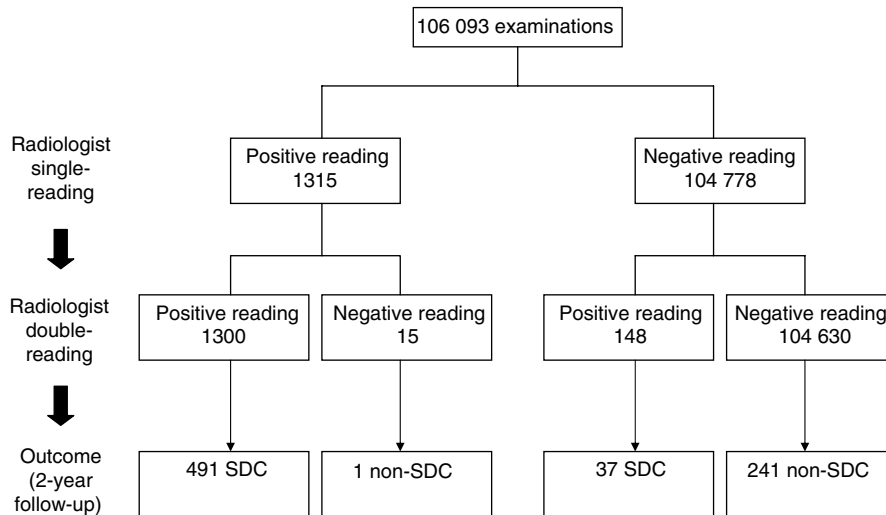 106 093 examinations
Radiologist
single-
reading
Positive reading
1315
Negative reading
104 778
Radiologist
double-
reading
Positive reading
1300
Negative reading
15
Positive reading
148
Negative reading
104 630
Outcome
(2-year
follow-up)
491 SDC
1 non-SDC
37 SDC
241 non-SDC